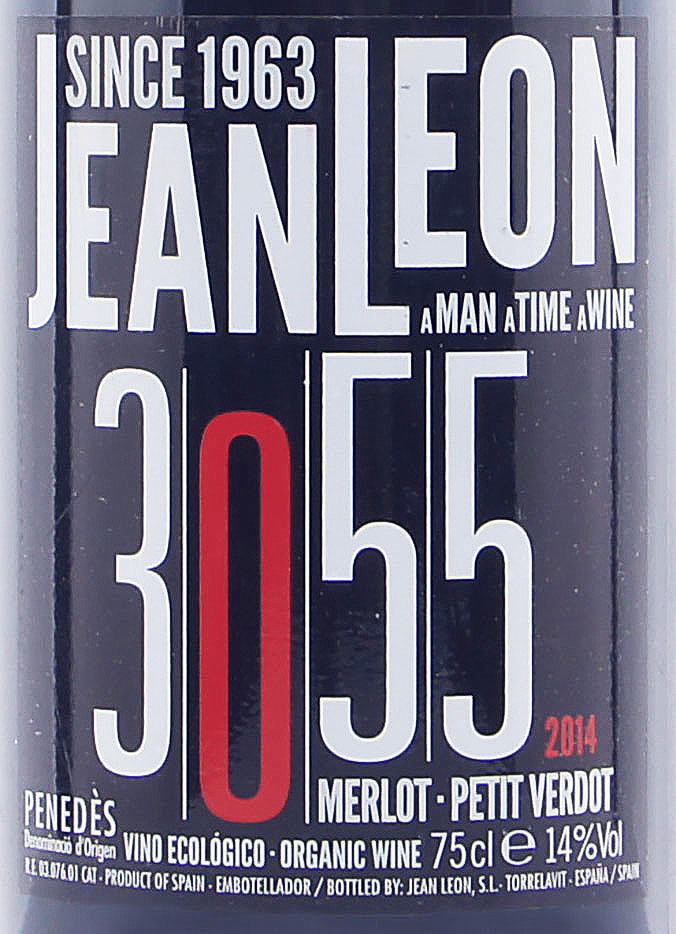 SINCE 1963
JEAN LEON
A MAN A TIME A WINE
3055
2014
MERLOT · PETIT VERDOT
PENEDÈS
Denominació d'Origen
VINO ECOLÓGICO · ORGANIC WINE 75cl e 14%Vol
R.E. 03.076.01 CAT · PRODUCT OF SPAIN · EMBOTELLADOR / BOTTLED BY: JEAN LEON, S.L. · TORRELAVIT · ESPAÑA / SPAIN